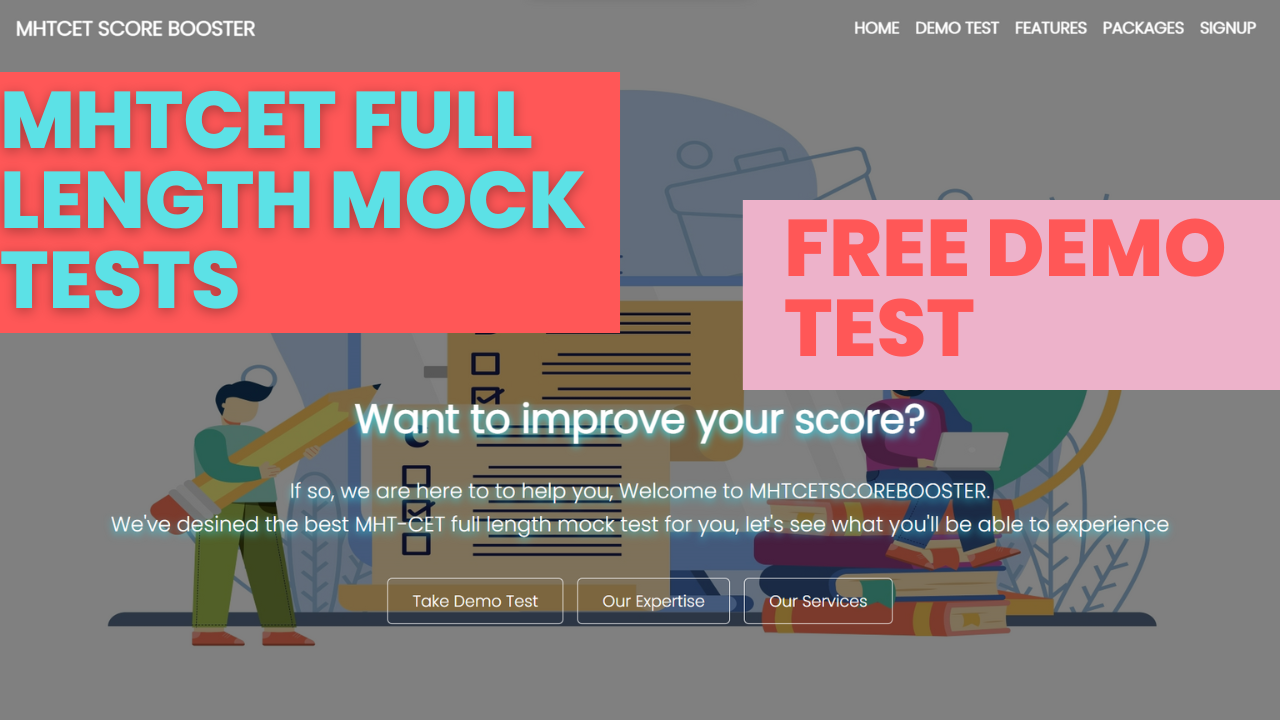 MHTCET SCORE BOOSTER
HOME DEMO TEST FEATURES PACKAGES SIGNUP
MHTCET FULL
LENGTH MOCK
TESTS
FREE DEMO
TEST
Want to improve your score?
If so, we are here to to help you, Welcome to MHTCETSCOREBOOSTER.
We've desined the best MHT-CET full length mock test for you, let's see what you'll be able to experience
Take Demo Test Our Expertise Our Services